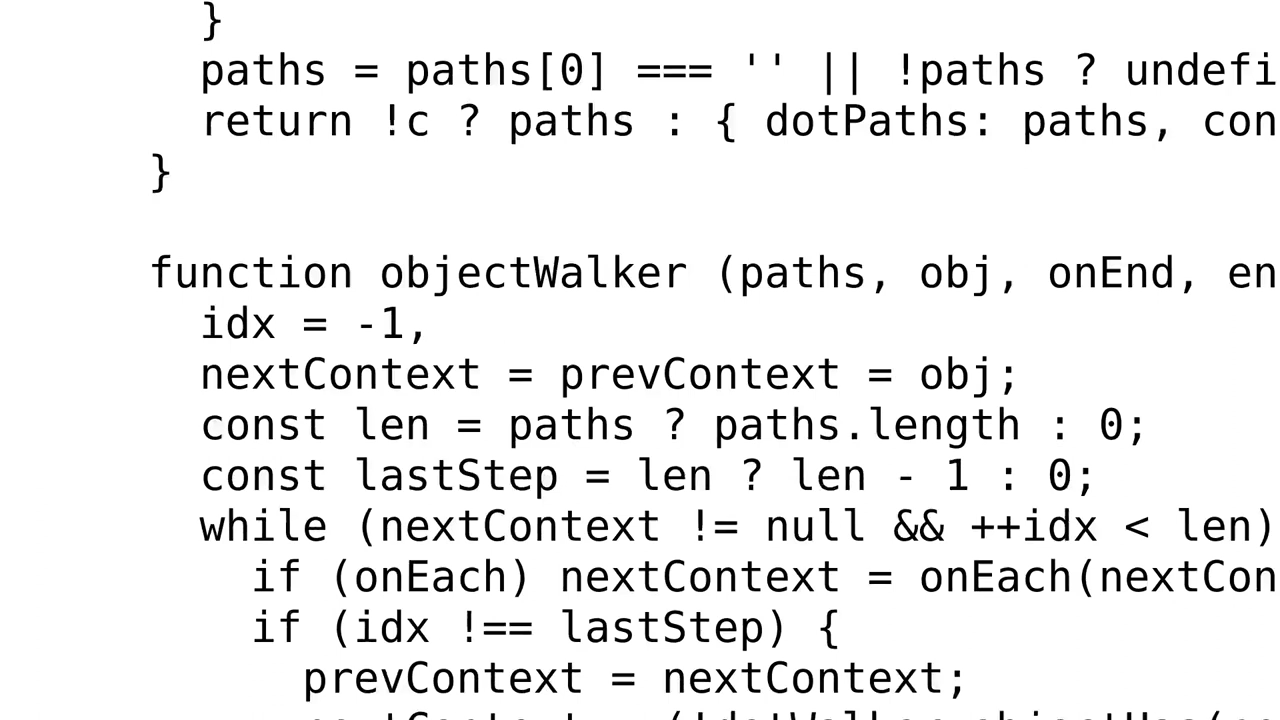 }
paths = paths[0] === '' || !paths ? undefi
return !c ? paths : { dotPaths: paths, con
}
function objectWalker (paths, obj, onEnd, en
idx = -1,
nextContext = prevContext = obj;
const len = paths ? paths.length : 0;
const lastStep = len ? len - 1 : 0;
while (nextContext != null && ++idx < len)
if (onEach) nextContext = onEach(nextCon
if (idx !== lastStep) {
prevContext = nextContext;